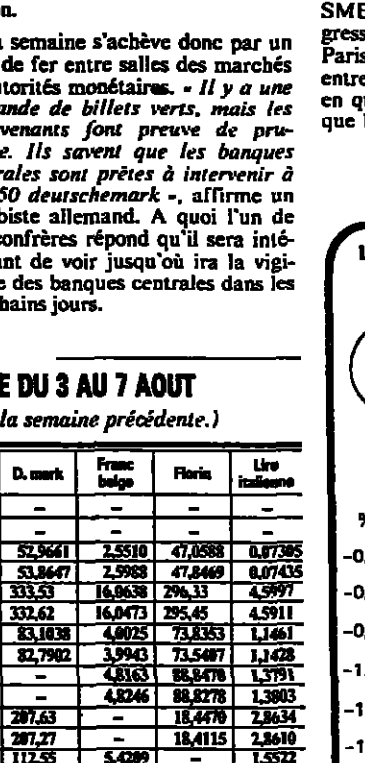 n.
semaine s'achève donc par un
de fer entre salles des marchés
torités monétaires. « Il y a une
ande de billets verts, mais les
venants font preuve de pru-
e. Ils savent que les banques
rales sont prêtes à intervenir à
50 deutschemark », affirme un
biste allemand. A quoi l'un de
confrères répond qu'il sera inté-
ant de voir jusqu'où ira la vigi-
e des banques centrales dans les
hains jours.
E DU 3 AU 7 AOUT
la semaine précédente.)
D. mark Franc belge Florin Lire italienne
- - - -
- - - -
52,9661 2,5510 47,0588 0,07305
53,8647 2,5988 47,8469 0,07435
333,53 16,0638 296,33 4,5997
332,62 16,0473 295,45 4,5911
83,1038 4,0025 73,8353 1,1461
82,7902 3,9943 73,5407 1,1428
- 4,8163 88,8478 1,3791
- 4,8246 88,8278 1,3803
207,63 - 18,4470 2,8634
207,27 - 18,4115 2,8610
112,55 5,4209 - 1,5522
SME
gress
Paris
entre
en qu
que l
-0,
-0,
-0,
-1,
-1
-1